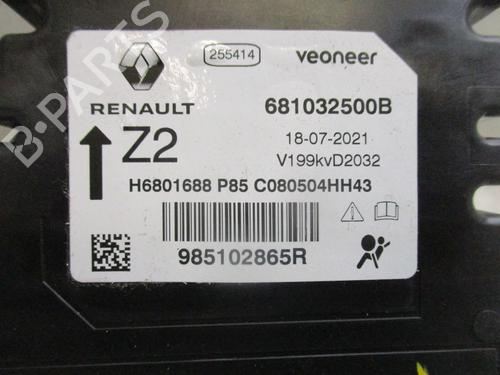 B-PARTS
255414
veoneer
RENAULT
681032500B
Z2
18-07-2021
V199kvD2032
H6801688 P85 C080504HH43
985102865R